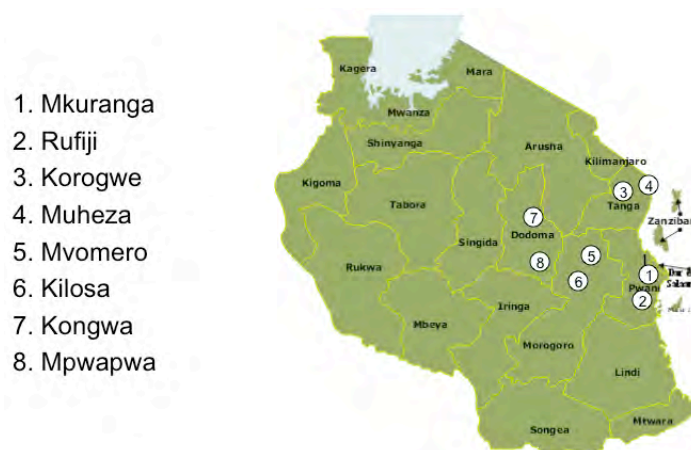 1. Mkuranga
2. Rufiji
3. Korogwe
4. Muheza
5. Mvomero
6. Kilosa
7. Kongwa
8. Mpwapwa
Kagera
Mara
Mwanza
Shinyanga
Arusha
Kilimanjaro
Kigoma
Tabora
3
4
Tanga
Zanzibar
7
Dodoma
Singida
Rukwa
8
5
6
1
Dar
Salaam
Pwani
2
Iringa
Mbeya
Morogoro
Lindi
Songea
Mtwara